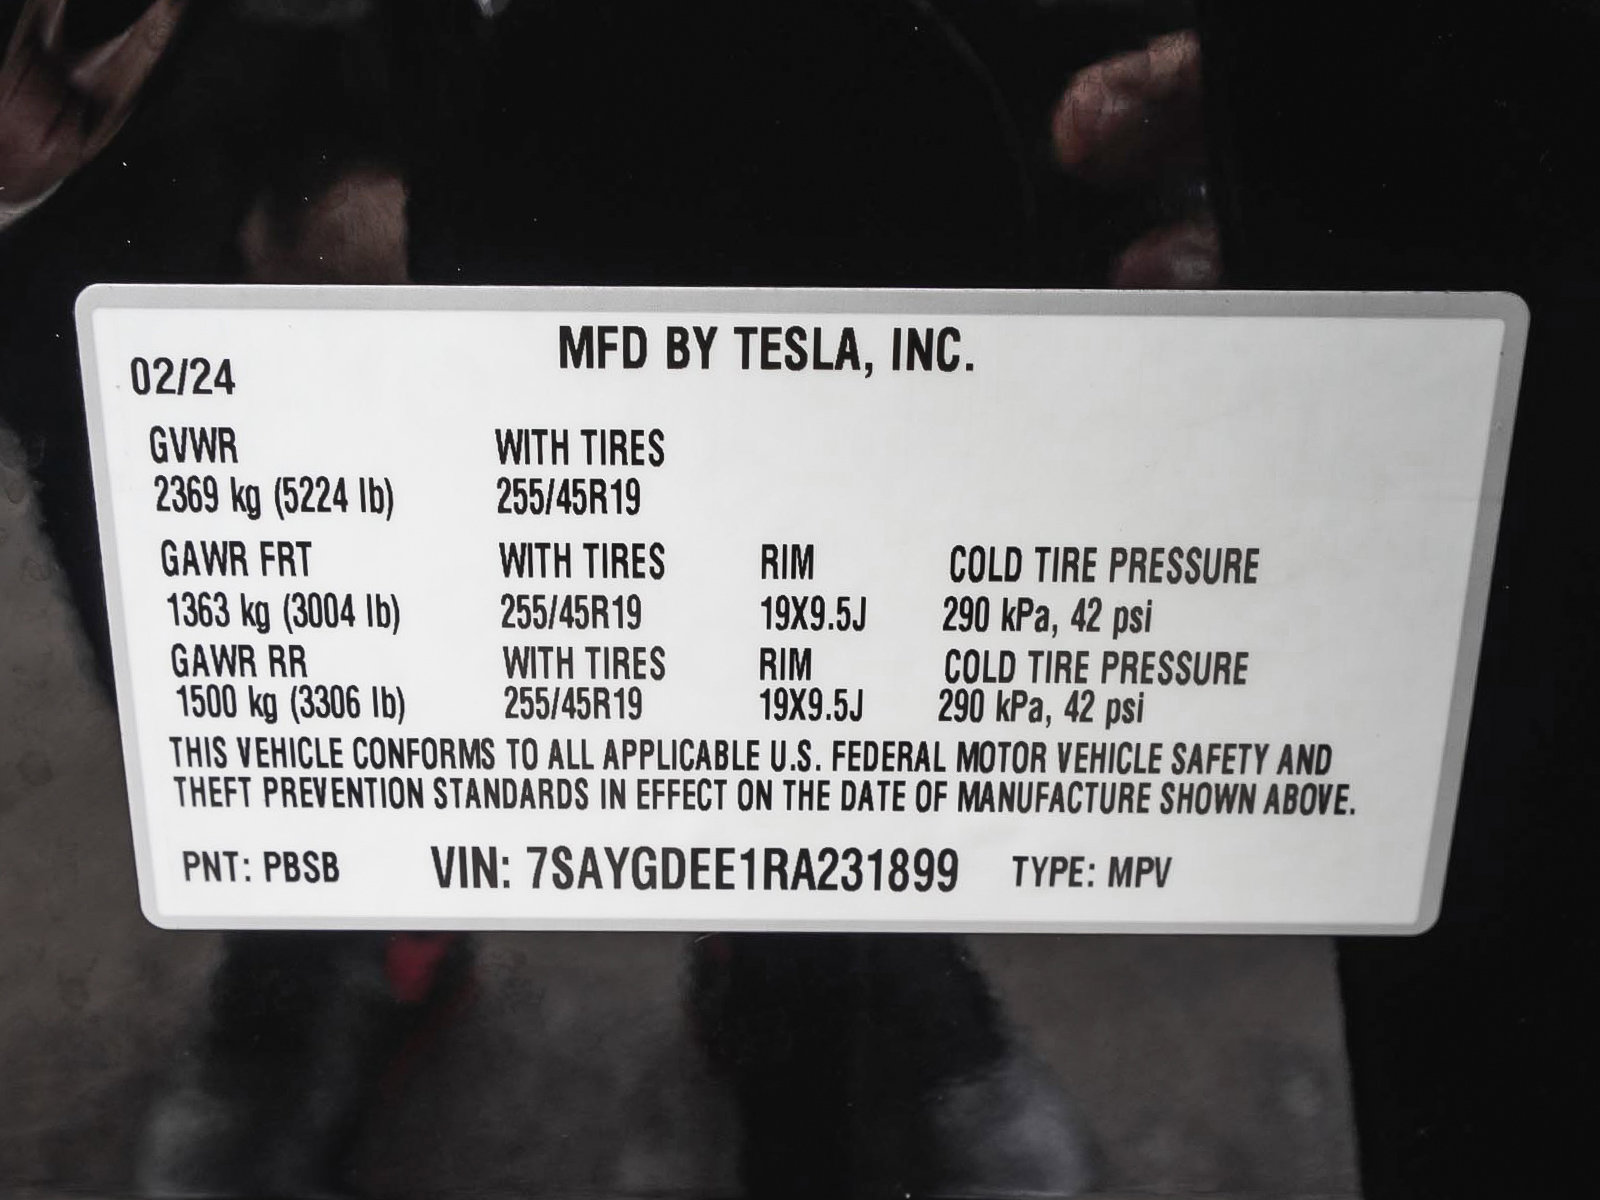 MFD BY TESLA, INC.
02/24
GVWR WITH TIRES
2369 kg (5224 lb) 255/45R19
GAWR FRT WITH TIRES RIM COLD TIRE PRESSURE
1363 kg (3004 lb) 255/45R19 19X9.5J 290 kPa, 42 psi
GAWR RR WITH TIRES RIM COLD TIRE PRESSURE
1500 kg (3306 lb) 255/45R19 19X9.5J 290 kPa, 42 psi
THIS VEHICLE CONFORMS TO ALL APPLICABLE U.S. FEDERAL MOTOR VEHICLE SAFETY AND
THEFT PREVENTION STANDARDS IN EFFECT ON THE DATE OF MANUFACTURE SHOWN ABOVE.
PNT: PBSB VIN: 7SAYGDEE1RA231899 TYPE: MPV